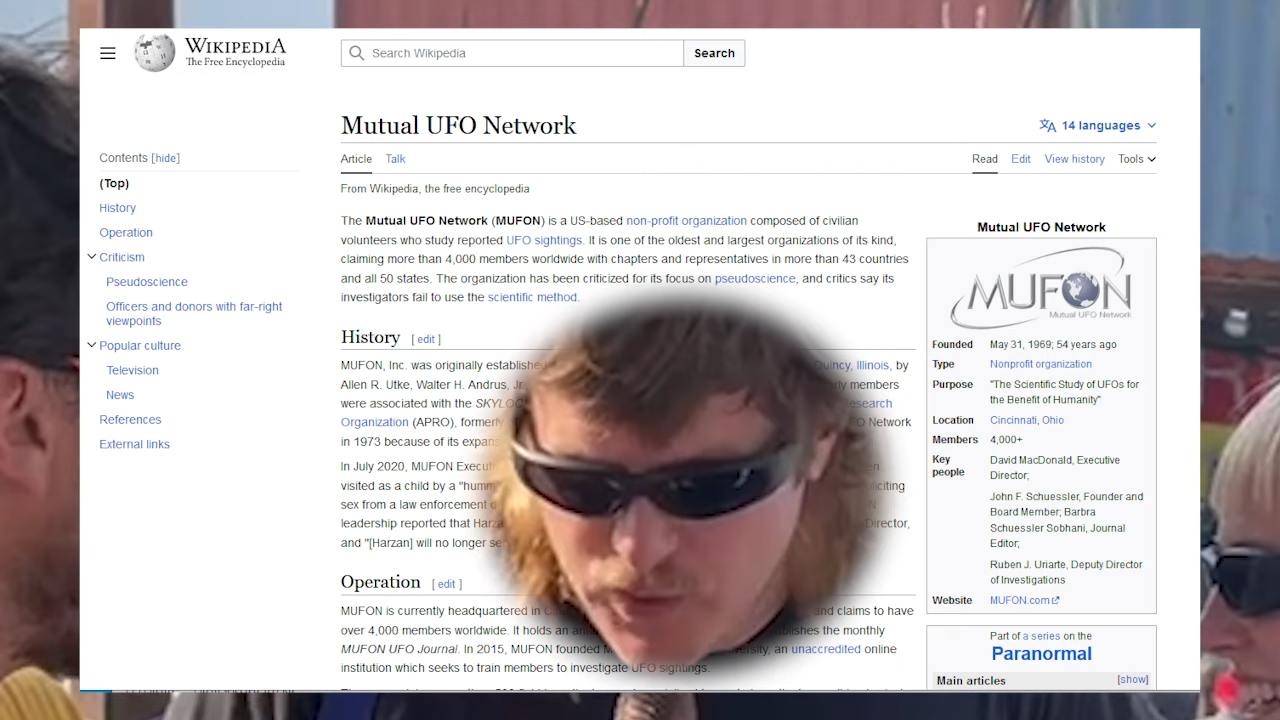 WIKIPEDIA
The Free Encyclopedia
Search Wikipedia
Search
Mutual UFO Network
14 languages
Article Talk
Read Edit View history Tools
From Wikipedia, the free encyclopedia
Contents [hide]
(Top)
History
Operation
Criticism
Pseudoscience
Officers and donors with far-right
viewpoints
Popular culture
Television
News
References
External links
The Mutual UFO Network (MUFON) is a US-based non-profit organization composed of civilian
volunteers who study reported UFO sightings. It is one of the oldest and largest organizations of its kind,
claiming more than 4,000 members worldwide with chapters and representatives in more than 43 countries
and all 50 states. The organization has been criticized for its focus on pseudoscience, and critics say its
investigators fail to use the scientific method.
History [ edit ]
MUFON, Inc. was originally Quincy, Illinois, by
Allen R. Utke, Walter H. Andrus, members
were associated with the
Organization (APRO), Network
in 1973 because of its
In July 2020, MUFON
visited as a child by a
sex from a law enforcement
leadership reported that Director,
and "[Harzan] will no longer
Operation [ edit ]
MUFON is currently headquartered in and claims to have
over 4,000 members worldwide. It holds an the monthly
MUFON UFO Journal. In 2015, MUFON founded an unaccredited online
institution which seeks to train members to investigate UFO sightings.
Mutual UFO Network
MUFON
Mutual UFO Network
Founded May 31, 1969; 54 years ago
Type Nonprofit organization
Purpose "The Scientific Study of UFOs for
the Benefit of Humanity"
Location Cincinnati, Ohio
Members 4,000+
Key people David MacDonald, Executive
Director;
John F. Schuessler, Founder and
Board Member; Barbra
Schuessler Sobhani, Journal
Editor;
Ruben J. Uriarte, Deputy Director
of Investigations
Website MUFON.com
Part of a series on the
Paranormal
Main articles [show]